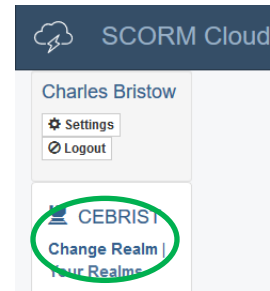 SCORM Cloud
Charles Bristow
Settings
Logout
CEBRIST
Change Realm |
Your Realms